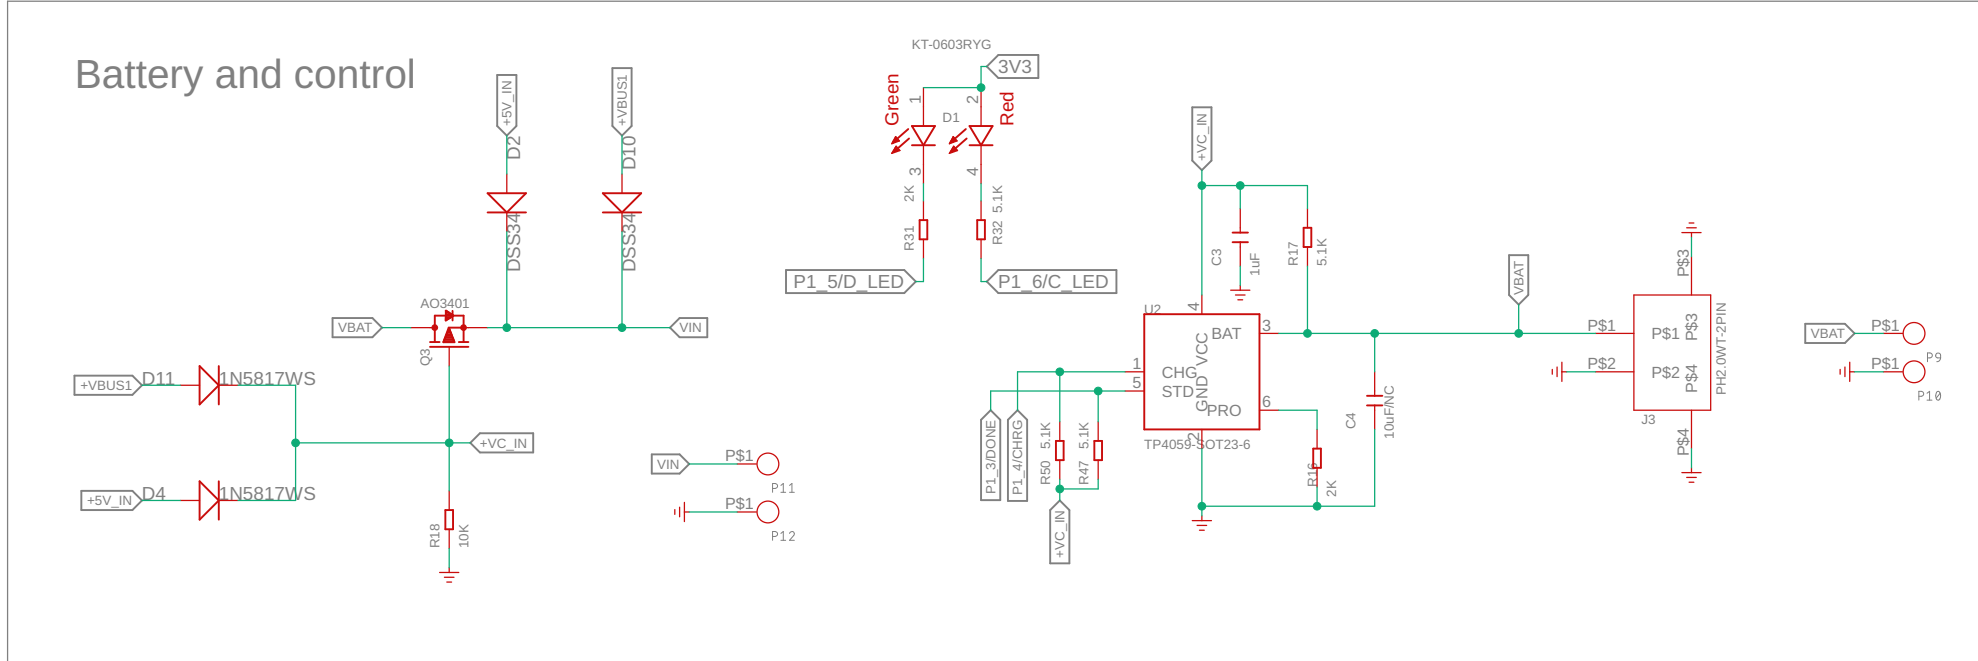 Battery and control
+5V_IN
D2
DSS34
+VBUS1
D10
DSS34
AO3401
VBAT
Q3
VIN
+VBUS1
D11
1N5817WS
+VC_IN
+5V_IN
D4
1N5817WS
R18
10K
VIN
P$1
P11
P$1
P12
KT-0603RYG
3V3
Green
1
2
Red
D1
3
4
2K
5.1K
R31
R32
P1_5/D_LED
P1_6/C_LED
+VC_IN
C3
1uF
R17
5.1K
U2
4
BAT
3
VCC
1
CHG
5
STD
GND
PRO
6
2
TP4059-SOT23-6
P1_3/DONE
P1_4/CHRG
R50
5.1K
R47
5.1K
+VC_IN
R16
2K
C4
10uF/NC
VBAT
P$3
P$1
P$1
P$3
P$2
P$2
P$4
PH2.0WT-2PIN
J3
P$4
VBAT
P$1
P9
P$1
P10